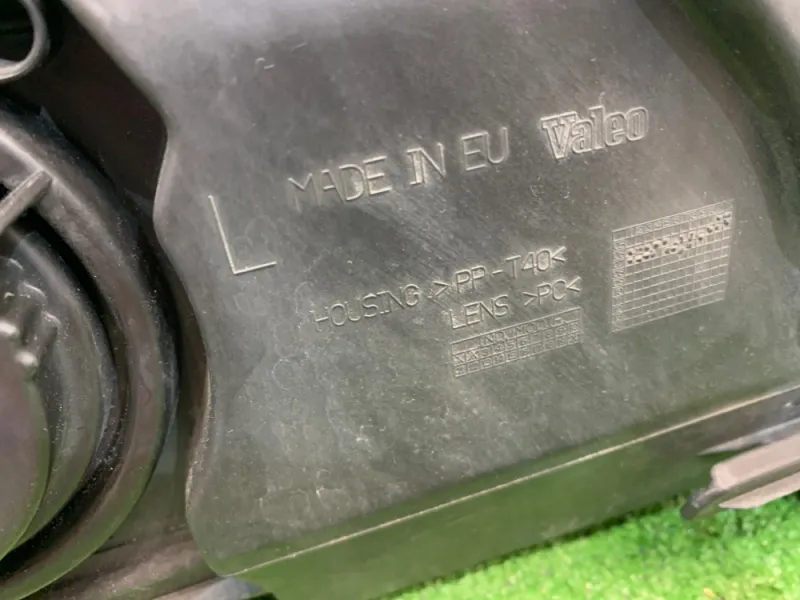 MADE IN EU Valeo
L
HOUSING >PP-T40<
LENS >PC<